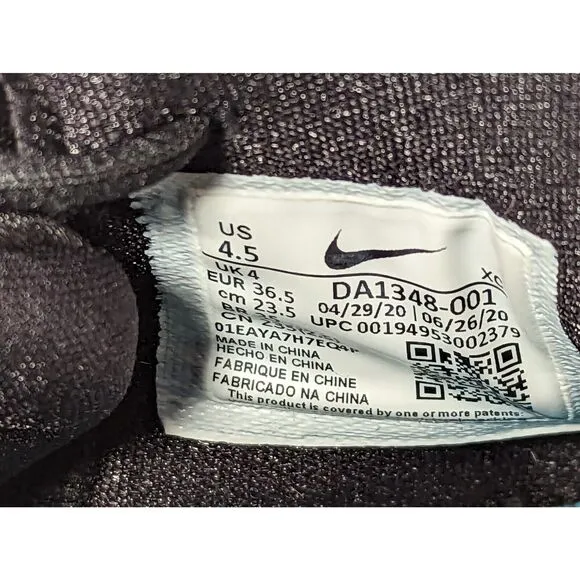 US
4.5
UK 4
EUR 36.5
cm 23.5
DA1348-001
04/29/20 | 06/26/20
UPC 00194953002379
MADE IN CHINA
HECHO EN CHINA
FABRIQUE EN CHINE
FABRICADO NA CHINA
This product is covered by one or more patents